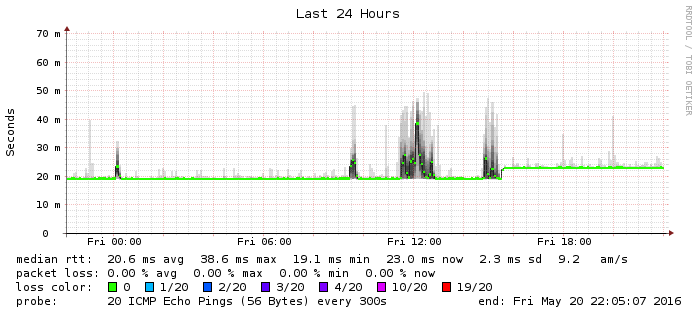 Last 24 Hours
RRDTOOL / TOBI OETIKER
Seconds
70 m
60 m
50 m
40 m
30 m
20 m
10 m
0
Fri 00:00 Fri 06:00 Fri 12:00 Fri 18:00
median rtt: 20.6 ms avg 38.6 ms max 19.1 ms min 23.0 ms now 2.3 ms sd 9.2 am/s
packet loss: 0.00 % avg 0.00 % max 0.00 % min 0.00 % now
loss color: 0 1/20 2/20 3/20 4/20 10/20 19/20
probe: 20 ICMP Echo Pings (56 Bytes) every 300s end: Fri May 20 22:05:07 2016